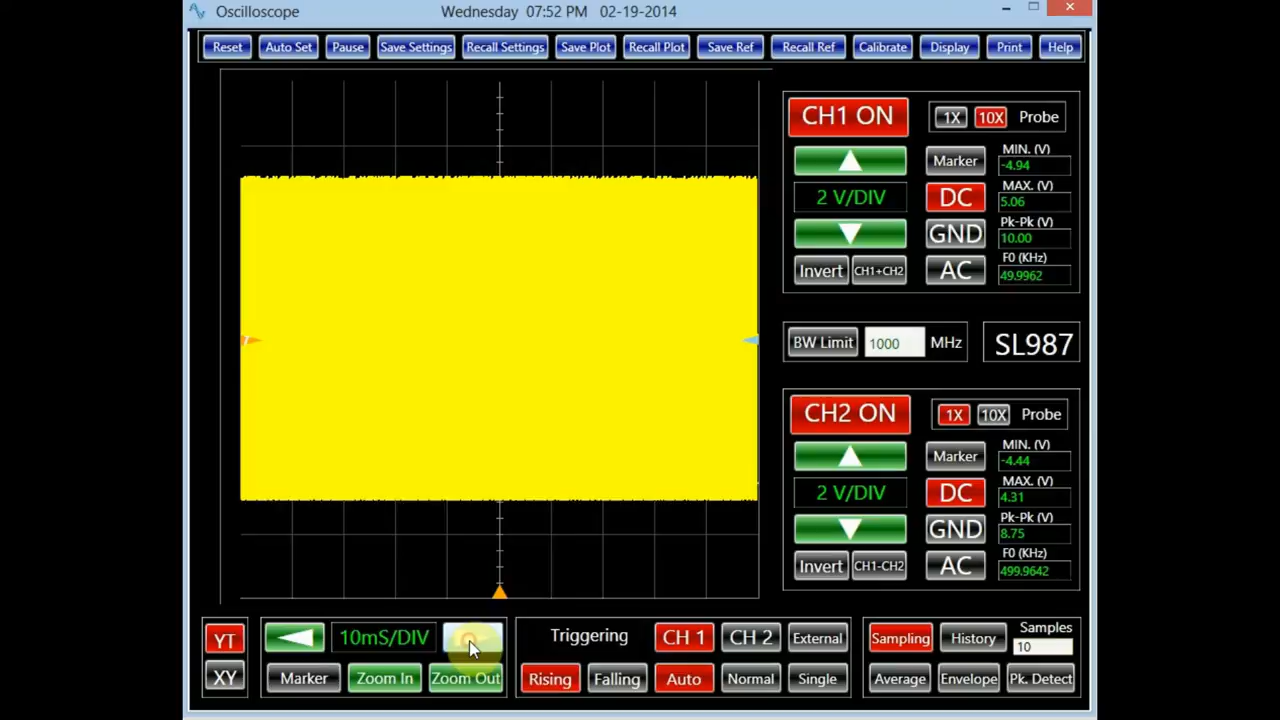 Oscilloscope Wednesday 07:52 PM 02-19-2014
Reset Auto Set Pause Save Settings Recall Settings Save Plot Recall Plot Save Ref Recall Ref Calibrate Display Print Help
CH1 ON 1X 10X Probe
Marker MIN. (V)
-4.94
2 V/DIV DC MAX. (V)
5.06
GND Pk-Pk (V)
10.00
Invert CH1+CH2 AC F0 (KHz)
49.9962
BW Limit 1000 MHz SL987
CH2 ON 1X 10X Probe
Marker MIN. (V)
-4.44
2 V/DIV DC MAX. (V)
4.31
GND Pk-Pk (V)
8.75
Invert CH1-CH2 AC F0 (KHz)
499.9642
YT 10mS/DIV Triggering CH 1 CH 2 External Sampling History Samples
10
XY Marker Zoom In Zoom Out Rising Falling Auto Normal Single Average Envelope Pk. Detect